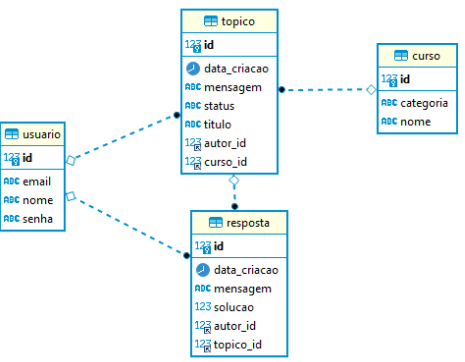 topico
123 id
data_criacao
ABC mensagem
ABC status
ABC titulo
123 autor_id
123 curso_id
curso
123 id
ABC categoria
ABC nome
usuario
123 id
ABC email
ABC nome
ABC senha
resposta
123 id
data_criacao
ABC mensagem
123 solucao
123 autor_id
123 topico_id